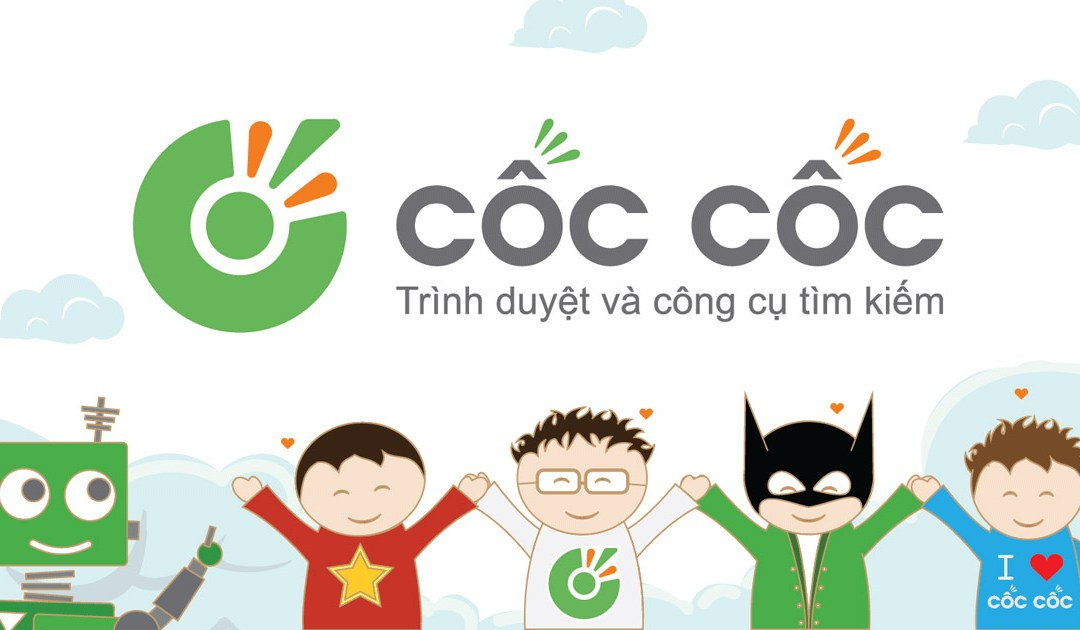 cốc cốc
Trình duyệt và công cụ tìm kiếm
I ❤
cốc cốc